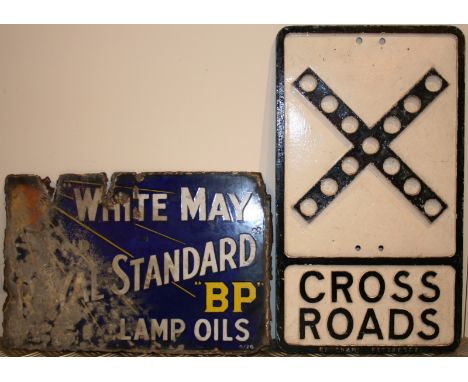 "WHITE MAY
STANDARD"
"BP"
LAMP OILS
CROSS
ROADS